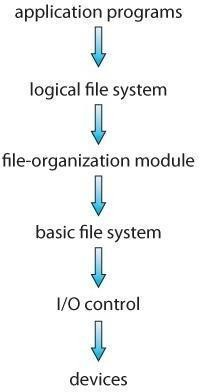 application programs
logical file system
file-organization module
basic file system
I/O control
devices